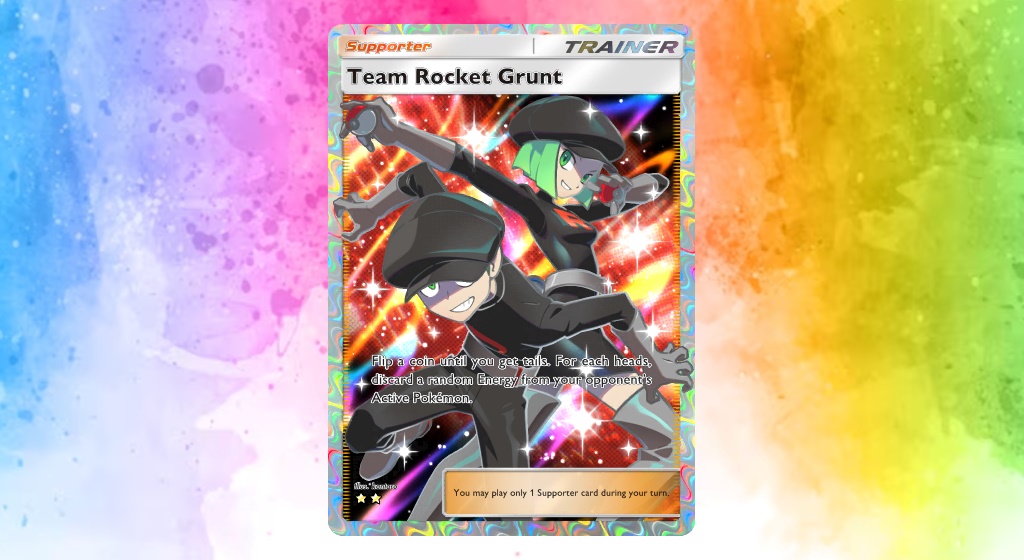 Supporter
TRAINER
Team Rocket Grunt
Flip a coin until you get tails. For each heads,
discard a random Energy from your opponent's
Active Pokémon.
Illus.
You may play only 1 Supporter card during your turn.